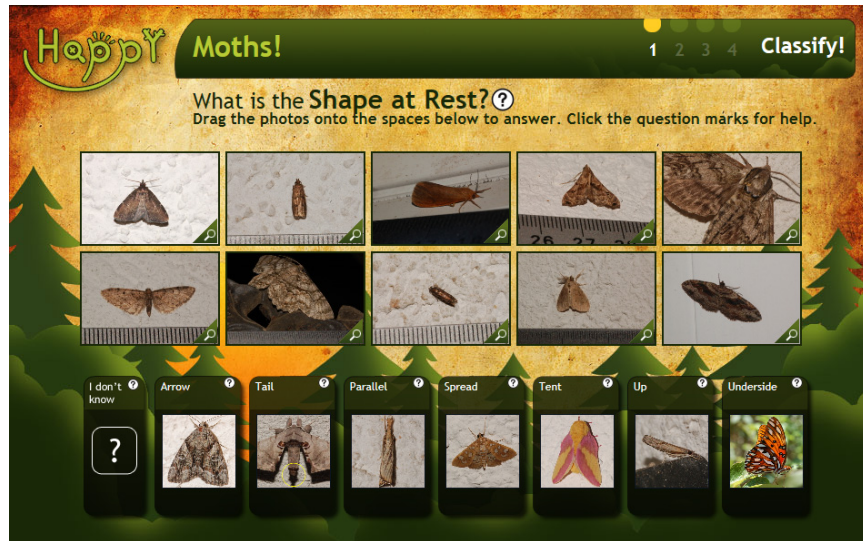 Happy
Moths!
1 2 3 4 Classify!
What is the Shape at Rest? ?
Drag the photos onto the spaces below to answer. Click the question marks for help.
26 27
I don't know ?
Arrow ?
Tail ?
Parallel ?
Spread ?
Tent ?
Up ?
Underside ?
?